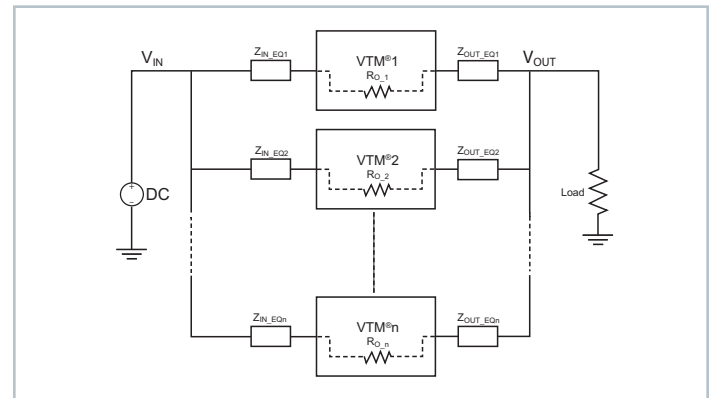 V_IN
Z_IN_EQ1
VTM®1
R_O_1
Z_OUT_EQ1
V_OUT
Z_IN_EQ2
VTM®2
R_O_2
Z_OUT_EQ2
+
–
DC
Load
Z_IN_EQn
VTM®n
R_O_n
Z_OUT_EQn